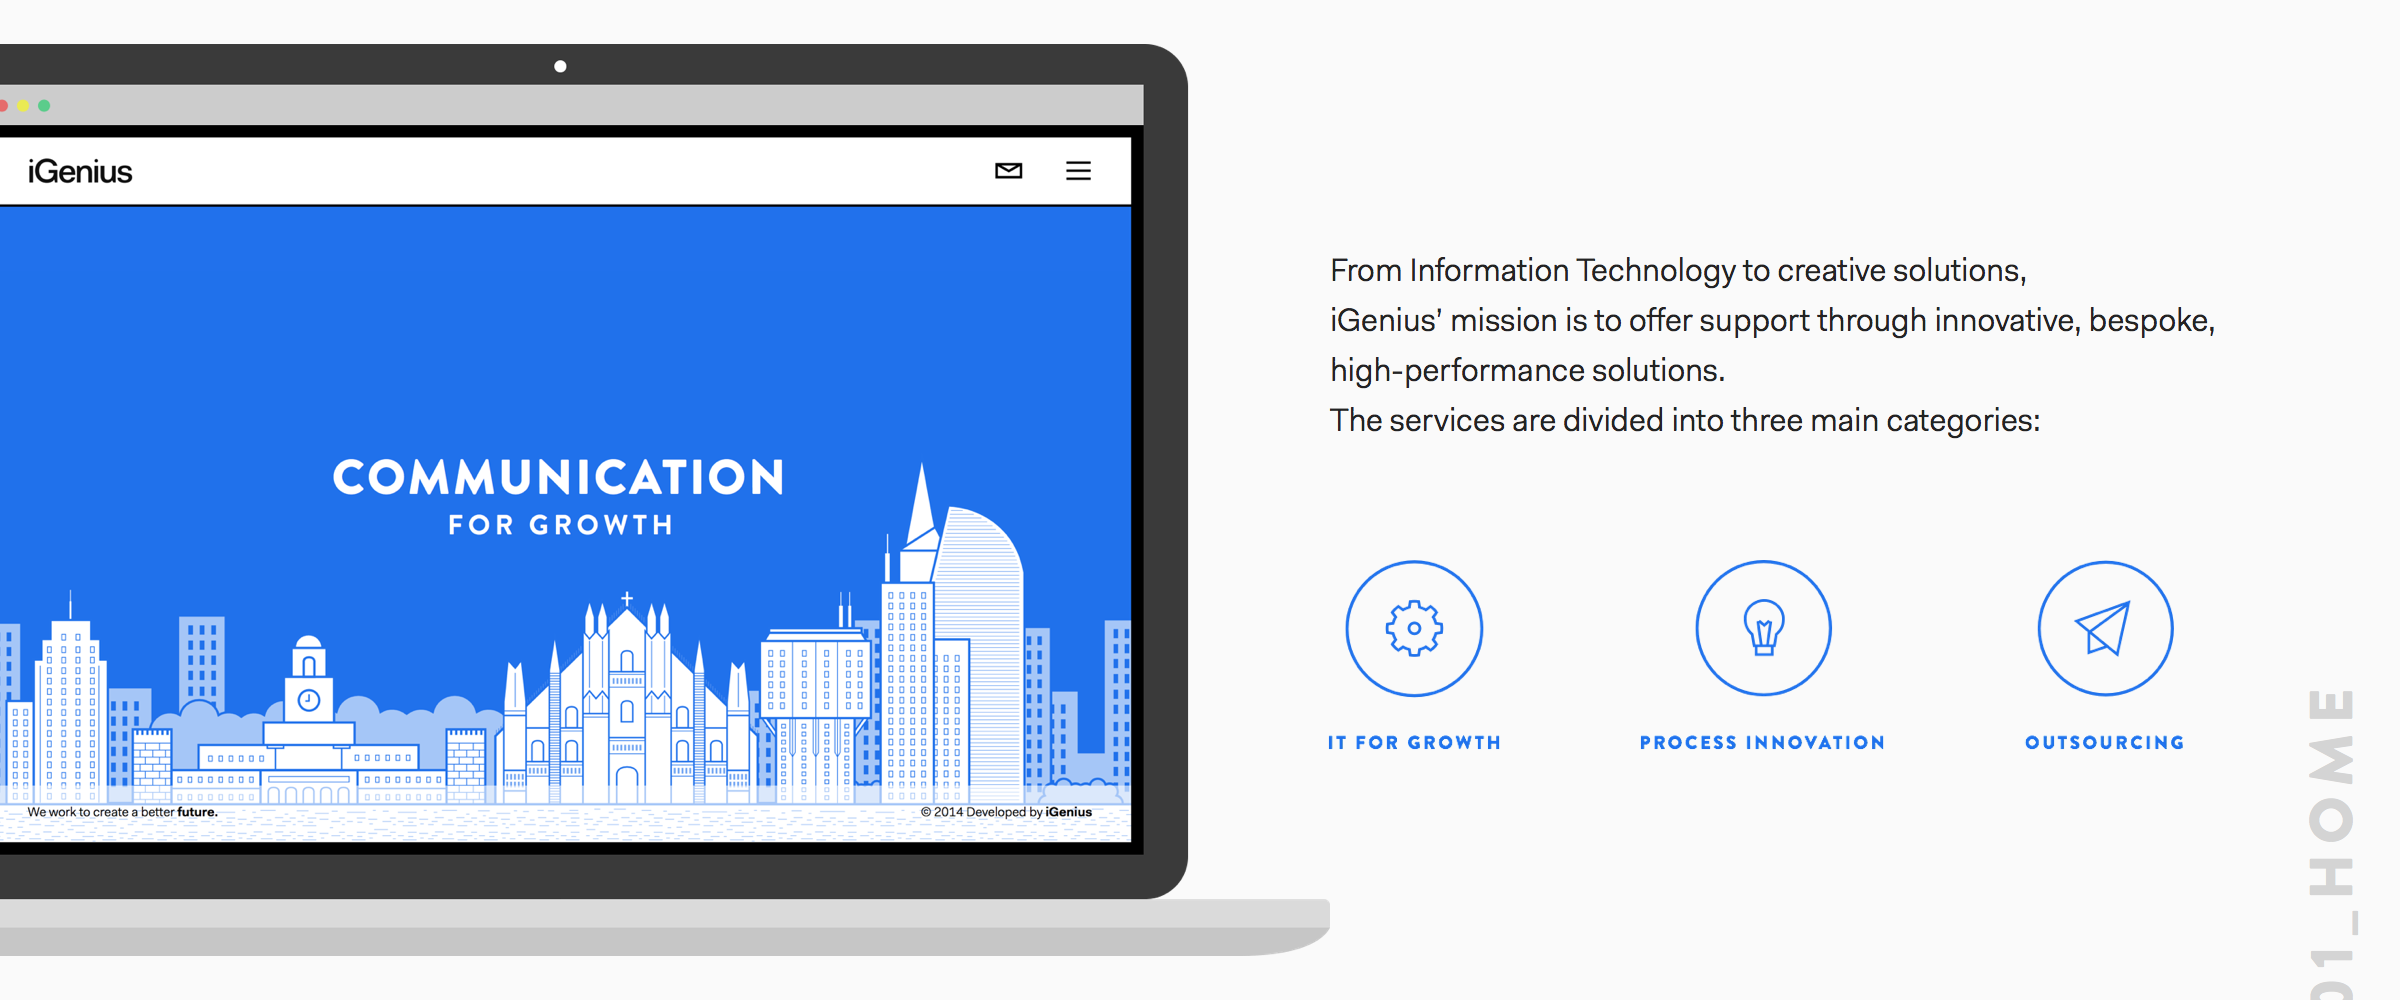 iGenius
COMMUNICATION
FOR GROWTH
We work to create a better future.
© 2014 Developed by iGenius
From Information Technology to creative solutions,
iGenius’ mission is to offer support through innovative, bespoke,
high-performance solutions.
The services are divided into three main categories:
IT FOR GROWTH
PROCESS INNOVATION
OUTSOURCING
01_HOME